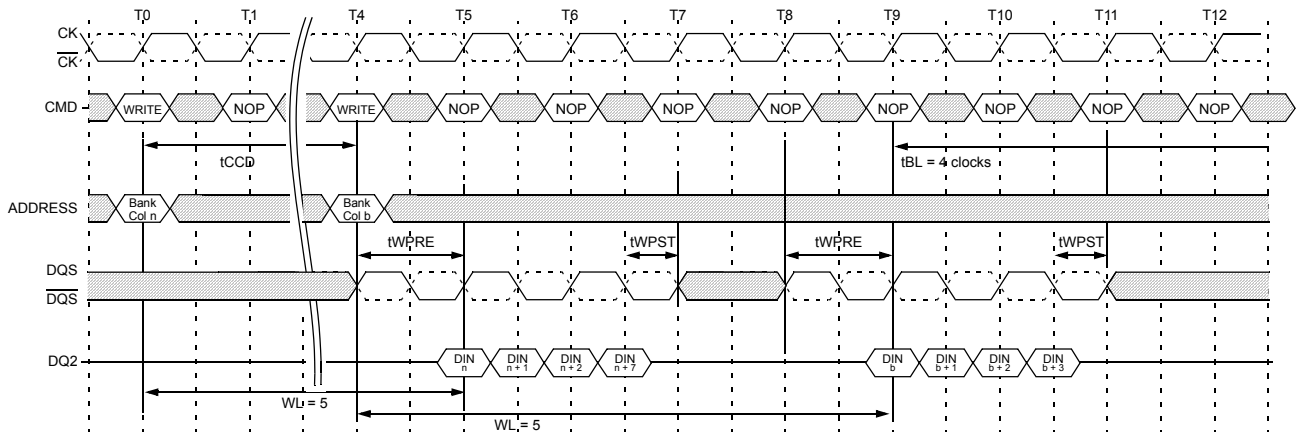 T0 T1 T4 T5 T6 T7 T8 T9 T10 T11 T12
CK
CK
CMD WRITE NOP WRITE NOP NOP NOP NOP NOP NOP NOP NOP
tCCD tBL = 4 clocks
ADDRESS Bank Col n Bank Col b
tWPRE tWPST tWPRE tWPST
DQS
DQS
DQ2 DIN n DIN n + 1 DIN n + 2 DIN n + 7 DIN b DIN b + 1 DIN b + 2 DIN b + 3
WL = 5
WL = 5